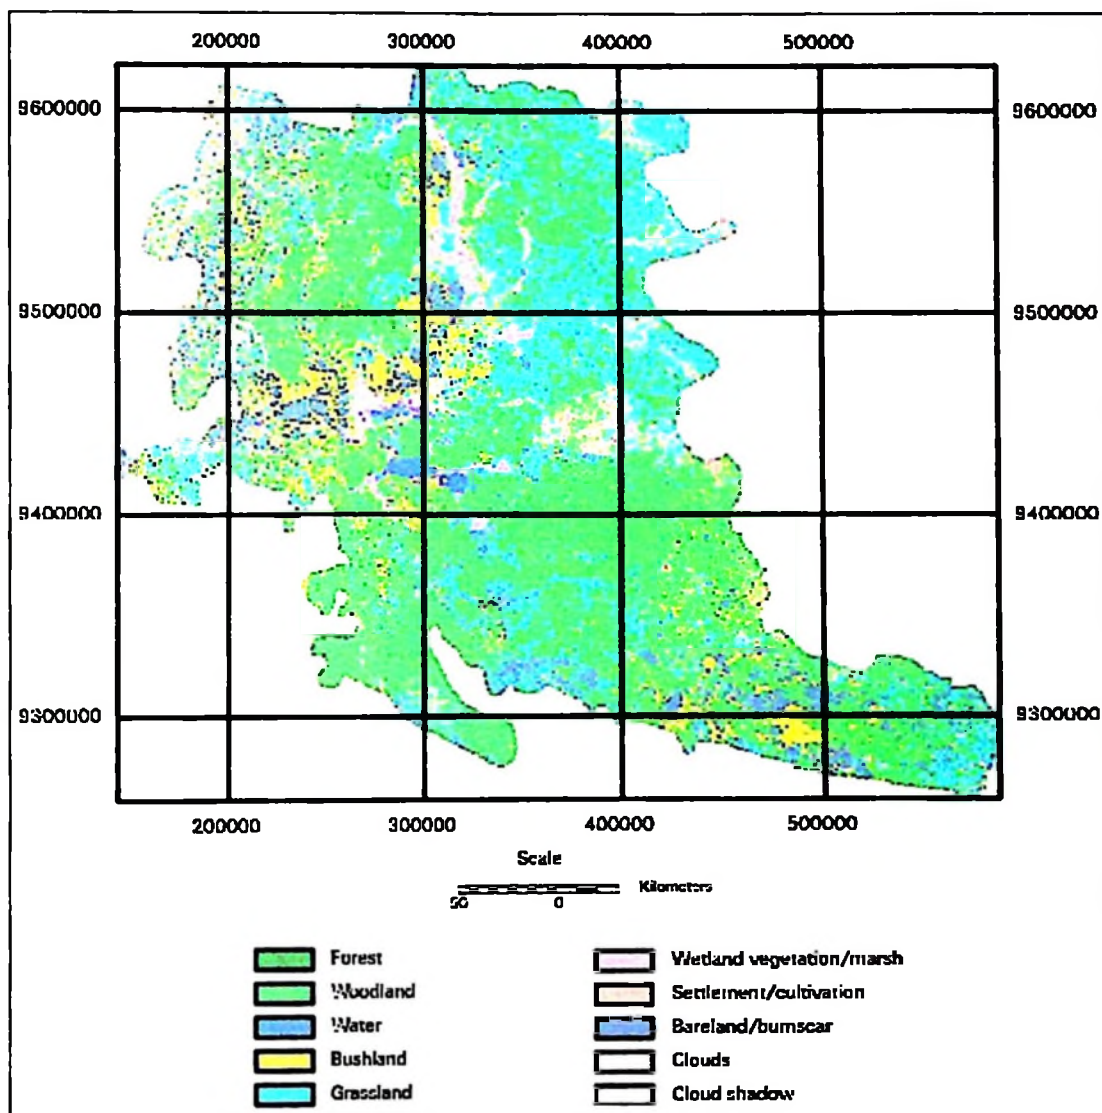 200000 300000 400000 500000
9600000 9600000
9500000 9500000
9400000 9400000
9300000 9300000
200000 300000 400000 500000
Scale
Kilometers
50 0
Forest
Woodland
Water
Bushland
Grassland
Wetland vegetation/marsh
Settlement/cultivation
Bareland/burnscar
Clouds
Cloud shadow